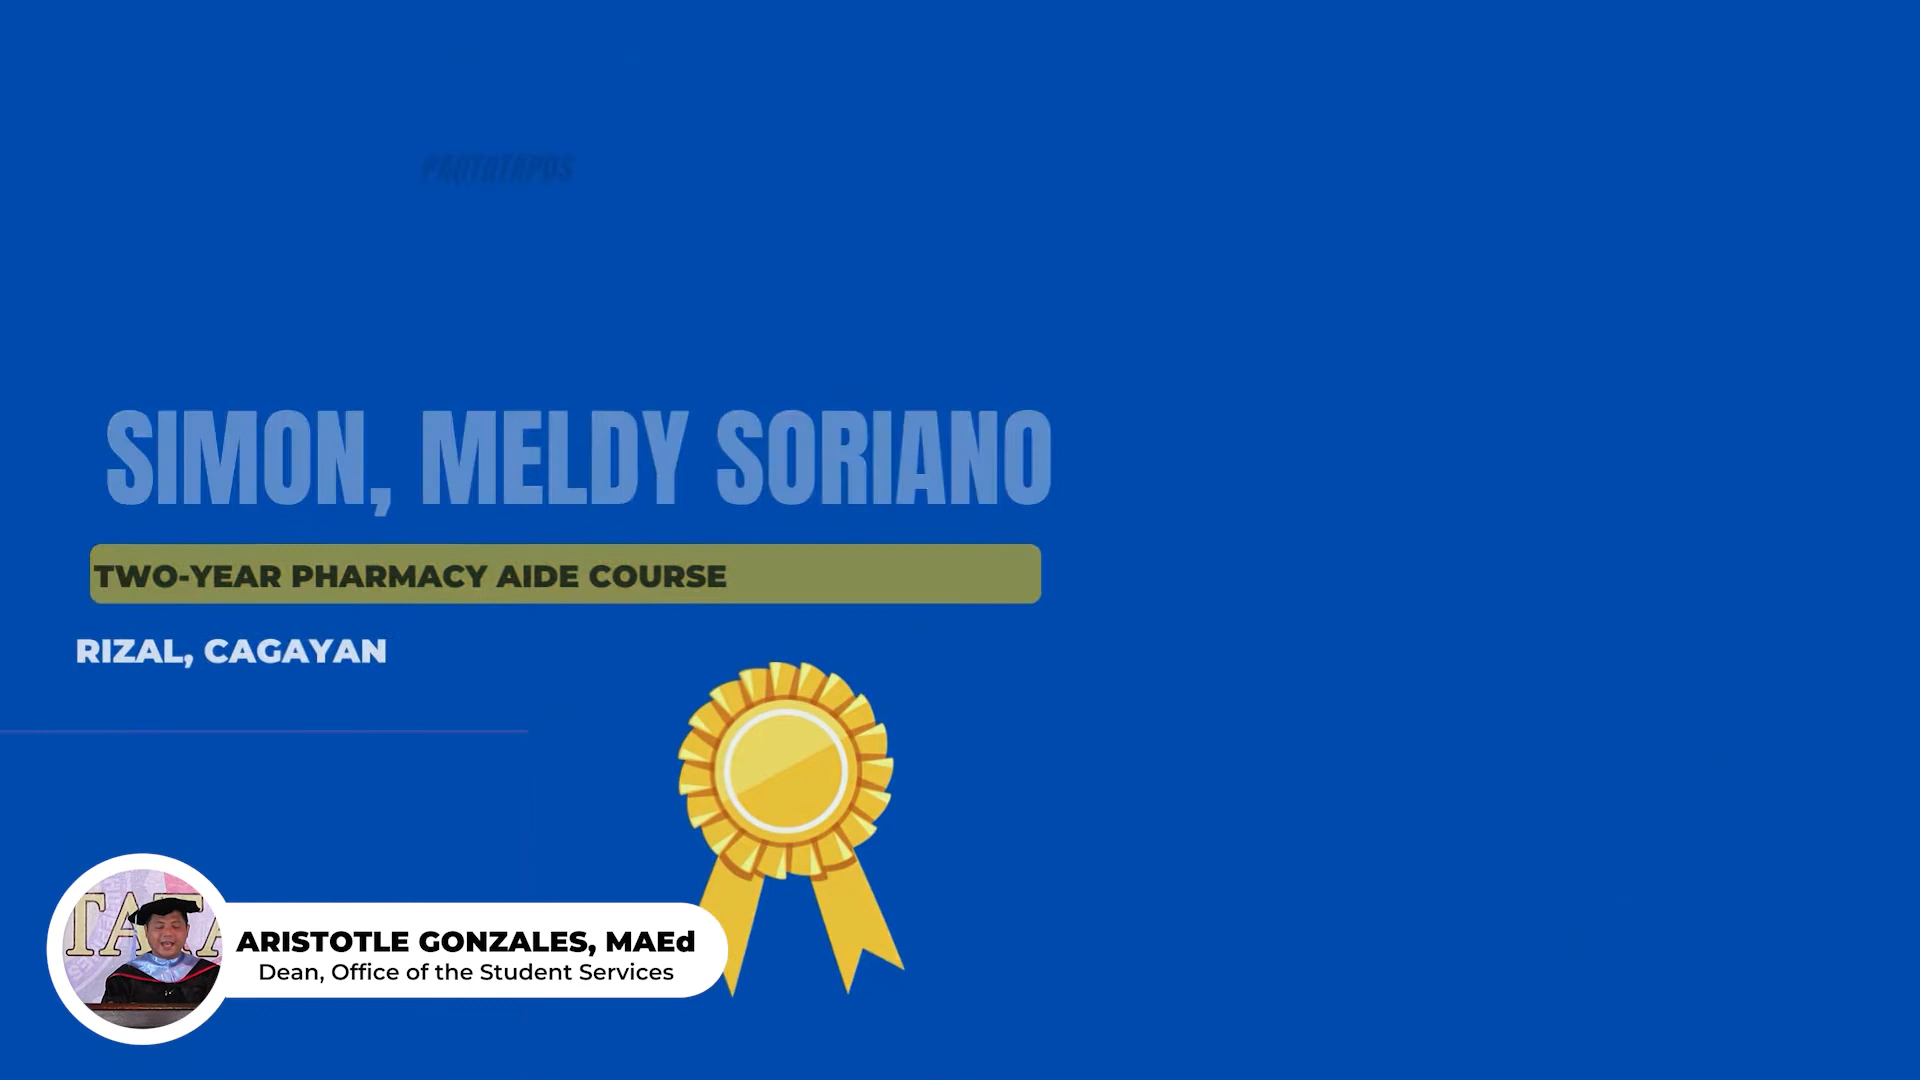 SIMON, MELDY SORIANO
TWO-YEAR PHARMACY AIDE COURSE
RIZAL, CAGAYAN
ARISTOTLE GONZALES, MAEd
Dean, Office of the Student Services